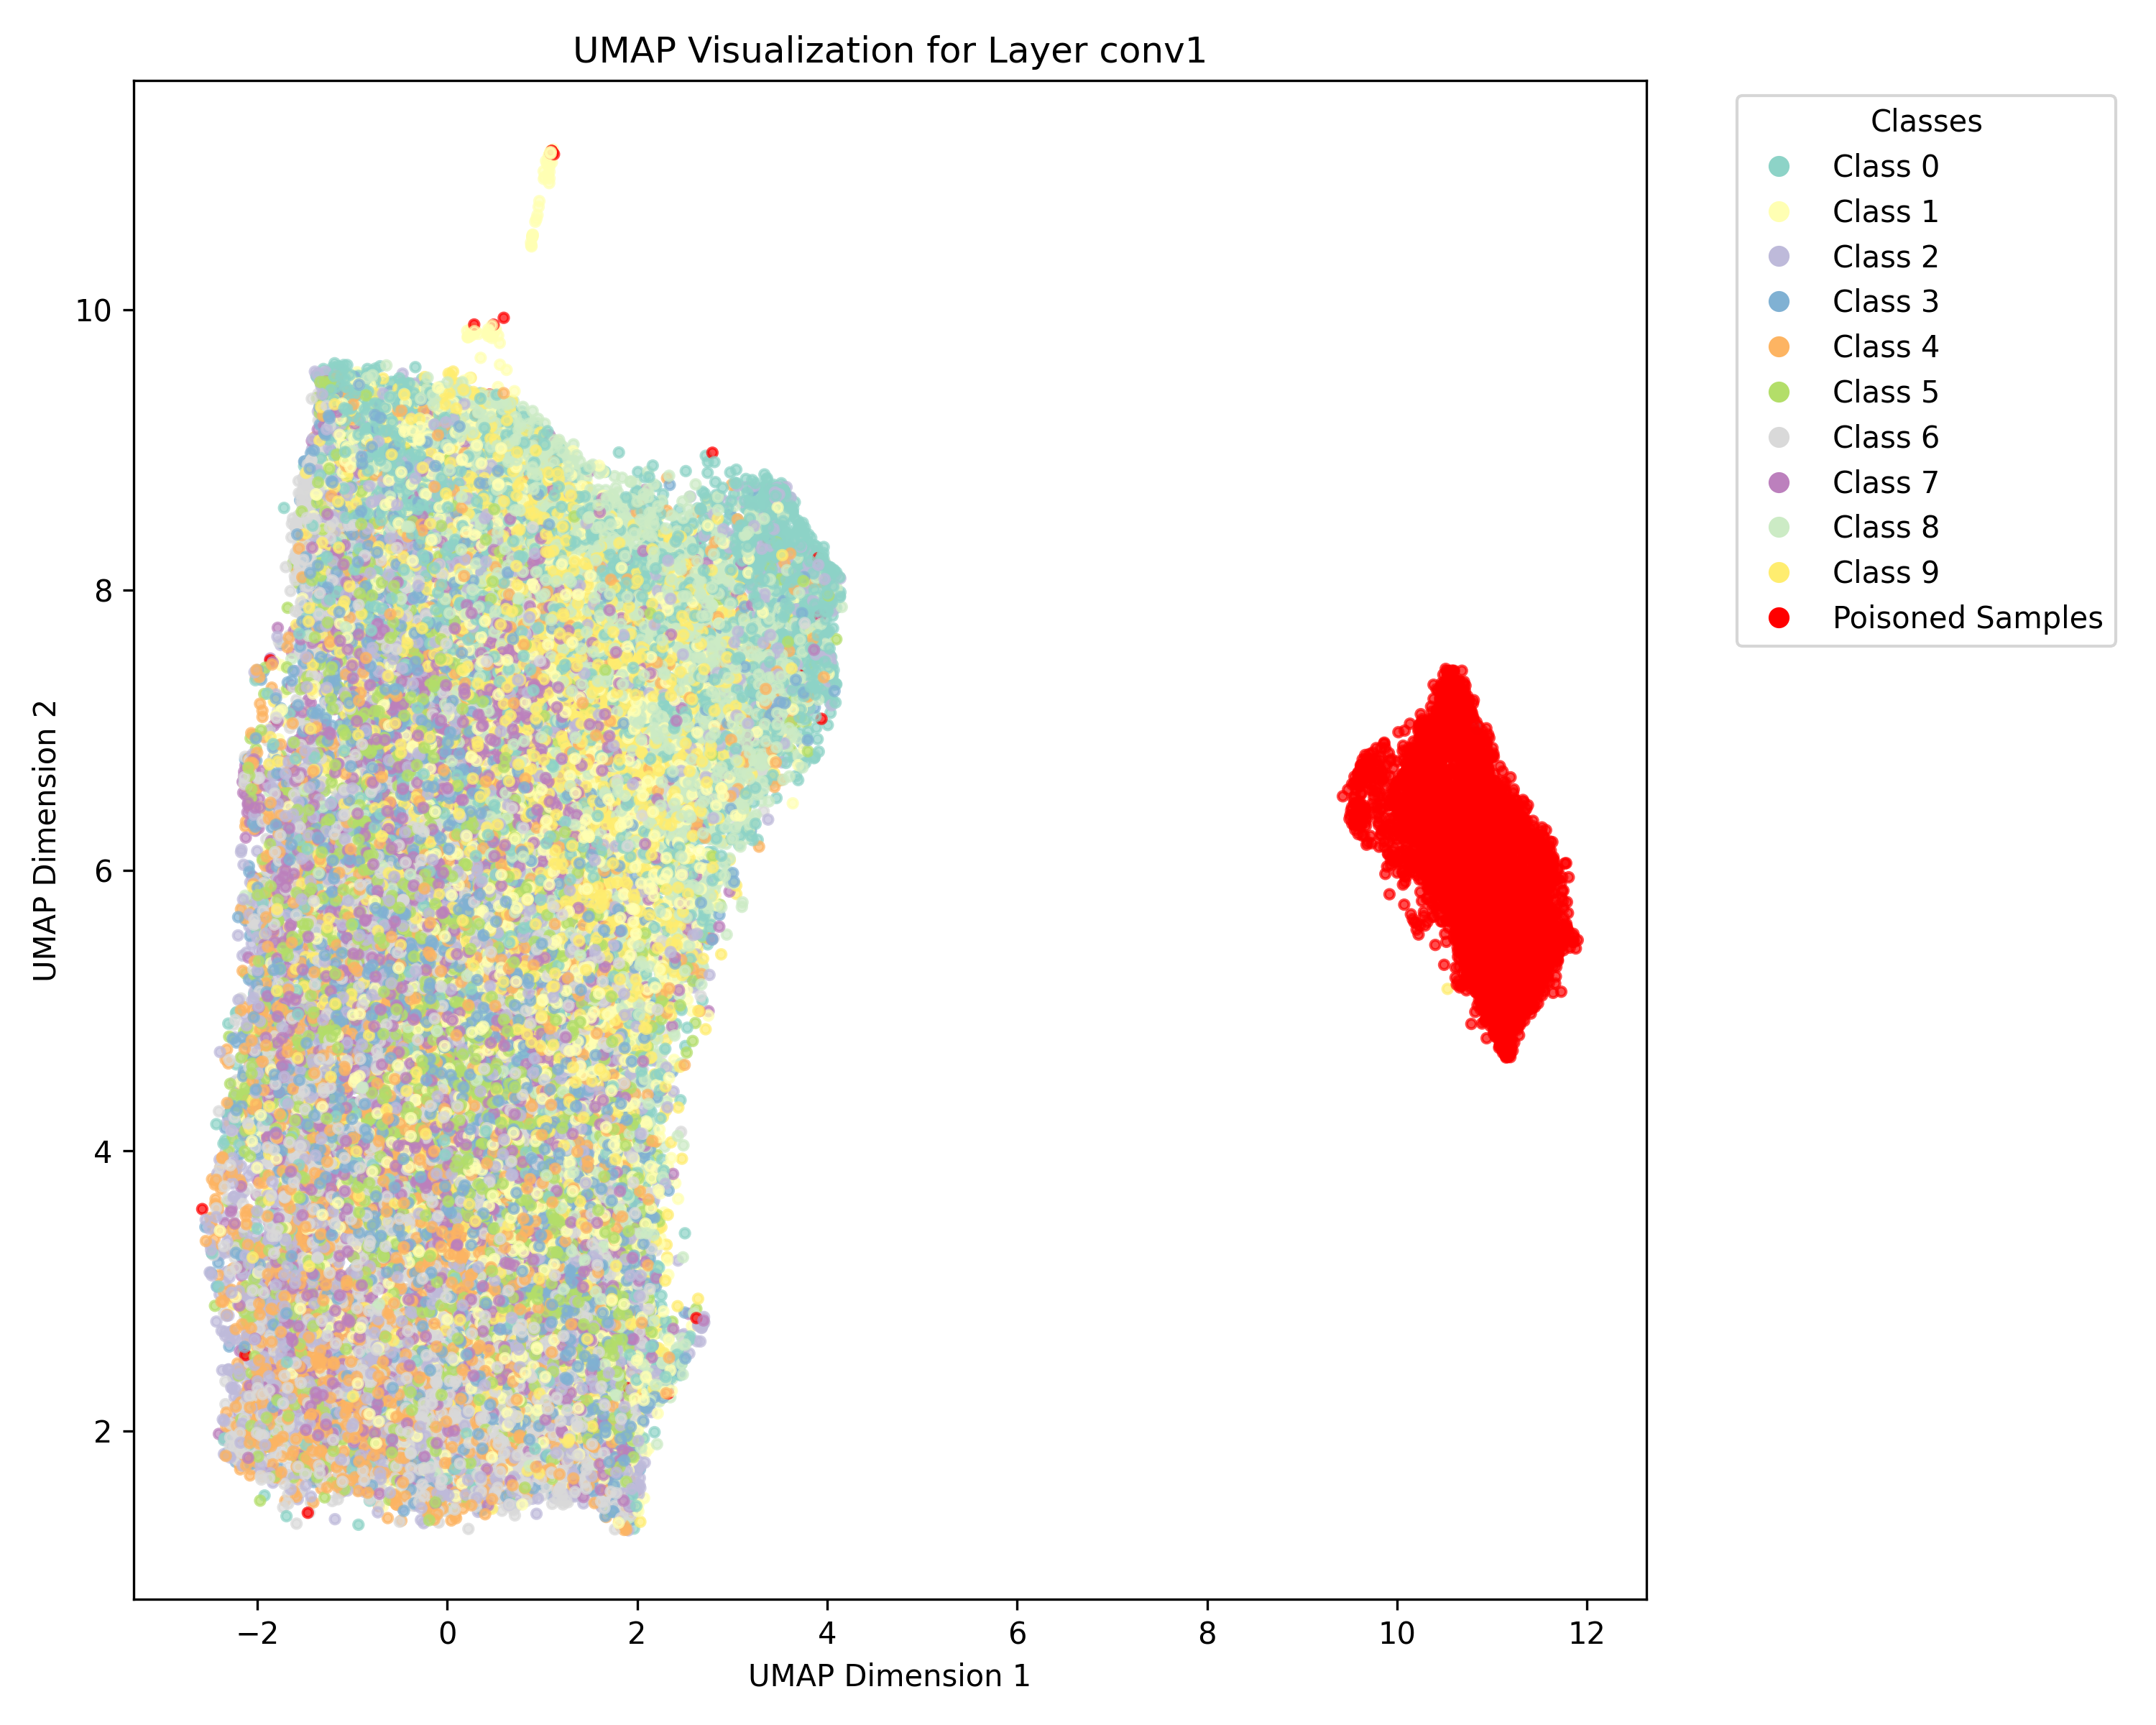 UMAP Visualization for Layer conv1
Classes
Class 0
Class 1
Class 2
Class 3
Class 4
Class 5
Class 6
Class 7
Class 8
Class 9
Poisoned Samples
UMAP Dimension 2
10
8
6
4
2
−2 0 2 4 6 8 10 12
UMAP Dimension 1